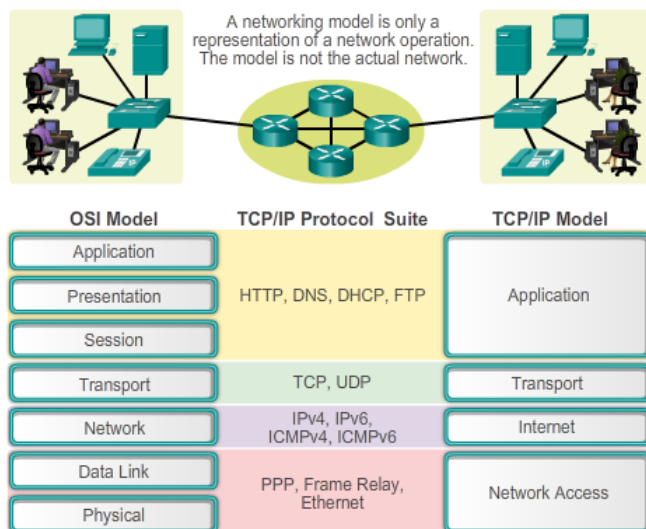 A networking model is only a
representation of a network operation.
The model is not the actual network.
IP
IP
OSI Model
TCP/IP Protocol Suite
TCP/IP Model
Application
Presentation
Session
HTTP, DNS, DHCP, FTP
Application
Transport
TCP, UDP
Transport
Network
IPv4, IPv6,
ICMPv4, ICMPv6
Internet
Data Link
Physical
PPP, Frame Relay,
Ethernet
Network Access